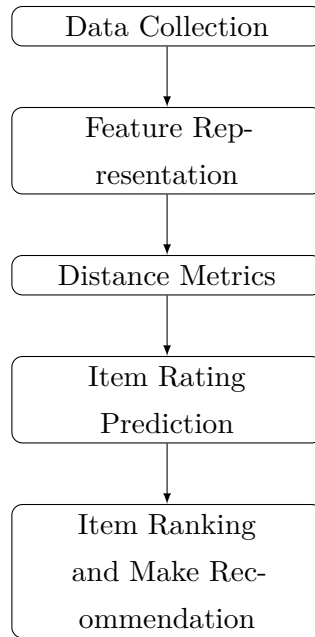 Data Collection
Feature Rep-
resentation
Distance Metrics
Item Rating
Prediction
Item Ranking
and Make Rec-
ommendation